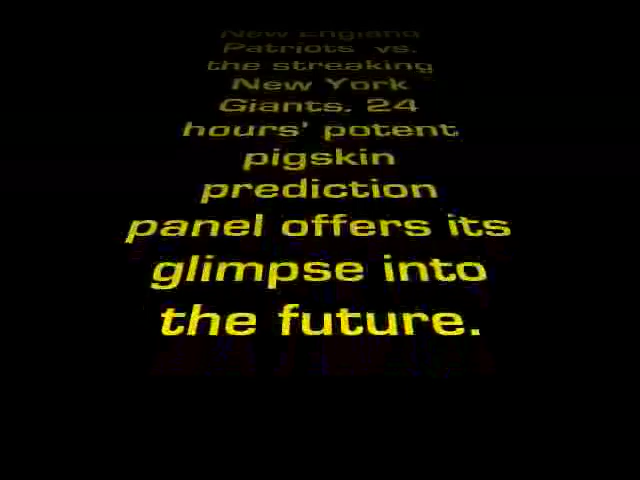 New England
Patriots vs.
the streaking
New York
Giants. 24
hours' potent
pigskin
prediction
panel offers its
glimpse into
the future.